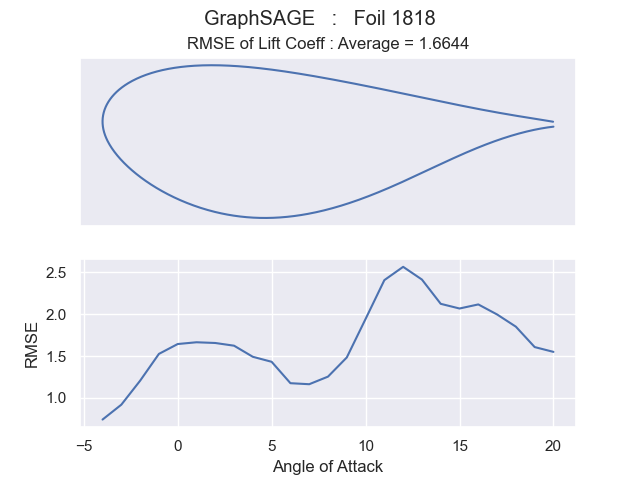 GraphSAGE   :   Foil 1818
RMSE of Lift Coeff : Average = 1.6644
2.5
2.0
1.5
1.0
RMSE
−5 0 5 10 15 20
Angle of Attack